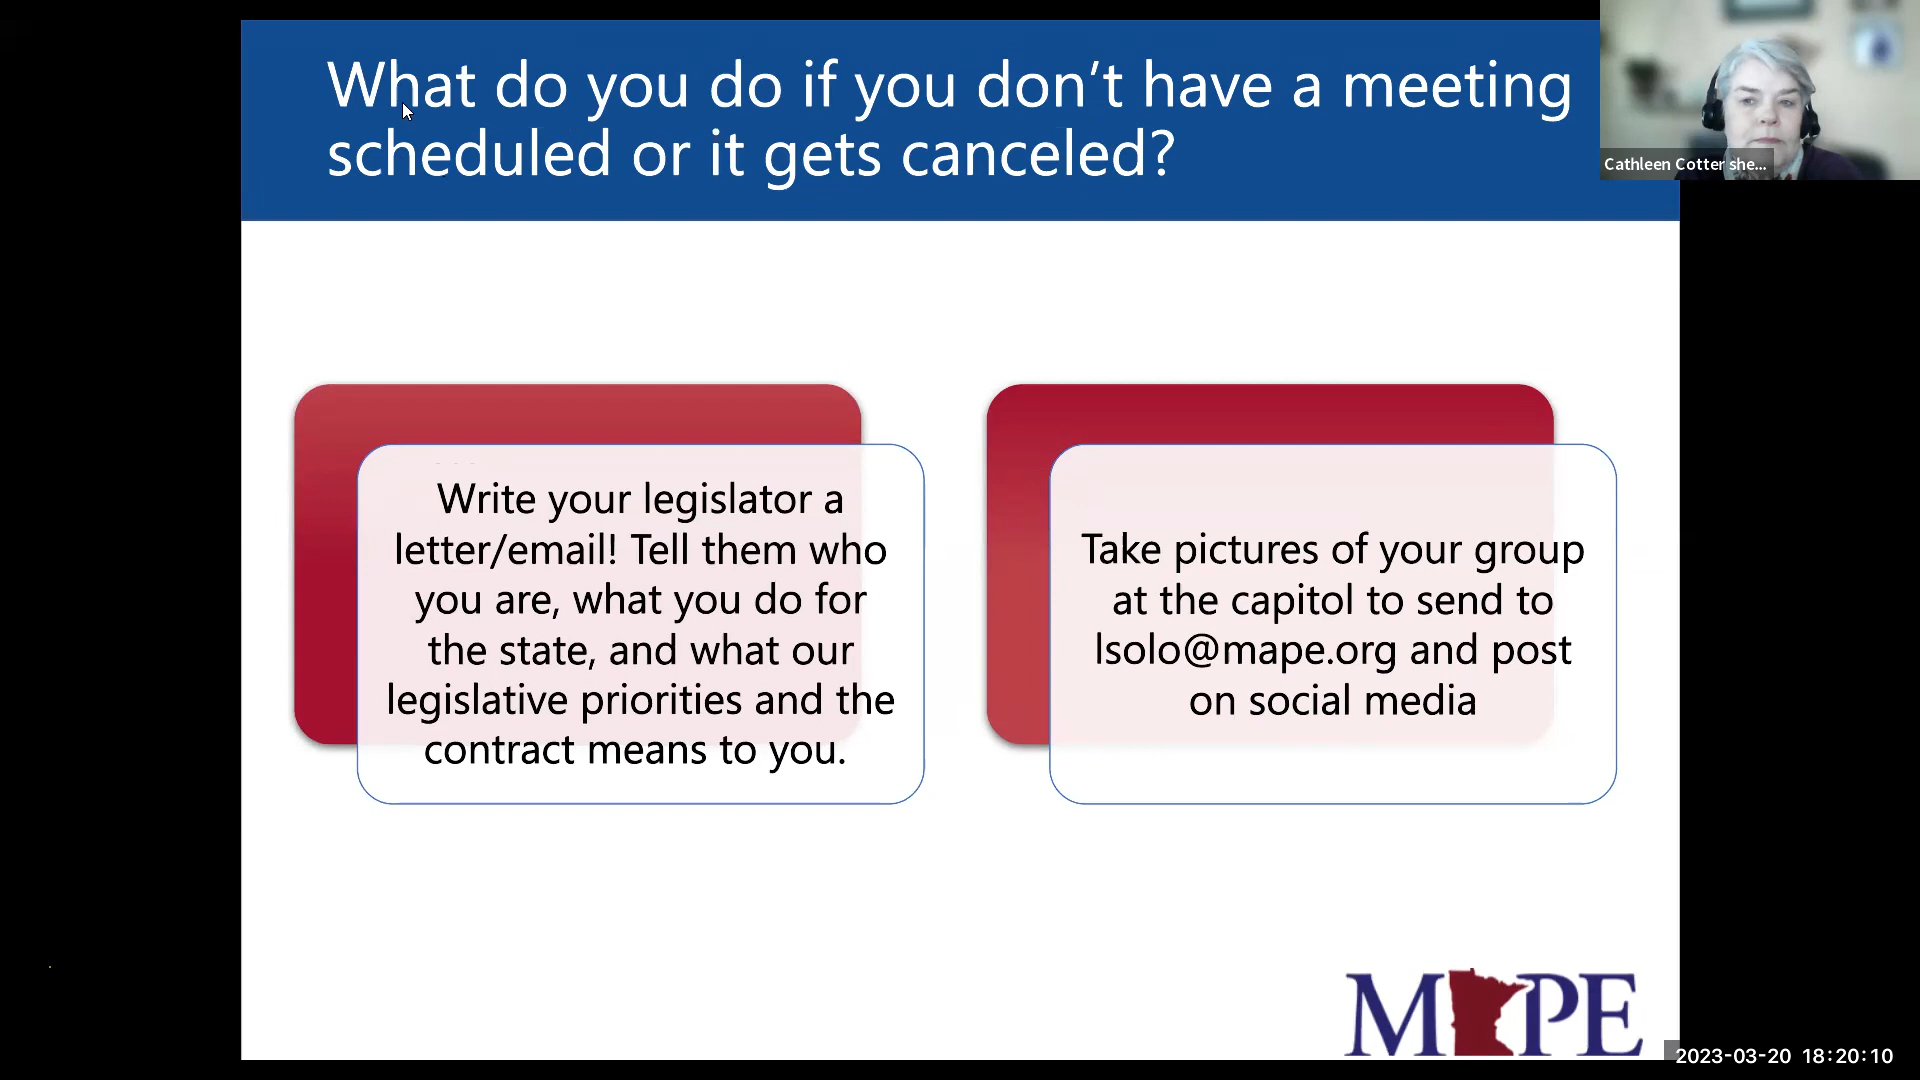 What do you do if you don’t have a meeting
scheduled or it gets canceled?
Cathleen Cotter she...
Write your legislator a
letter/email! Tell them who
you are, what you do for
the state, and what our
legislative priorities and the
contract means to you.
Take pictures of your group
at the capitol to send to
lsolo@mape.org and post
on social media
MAPE
2023-03-20 18:20:10